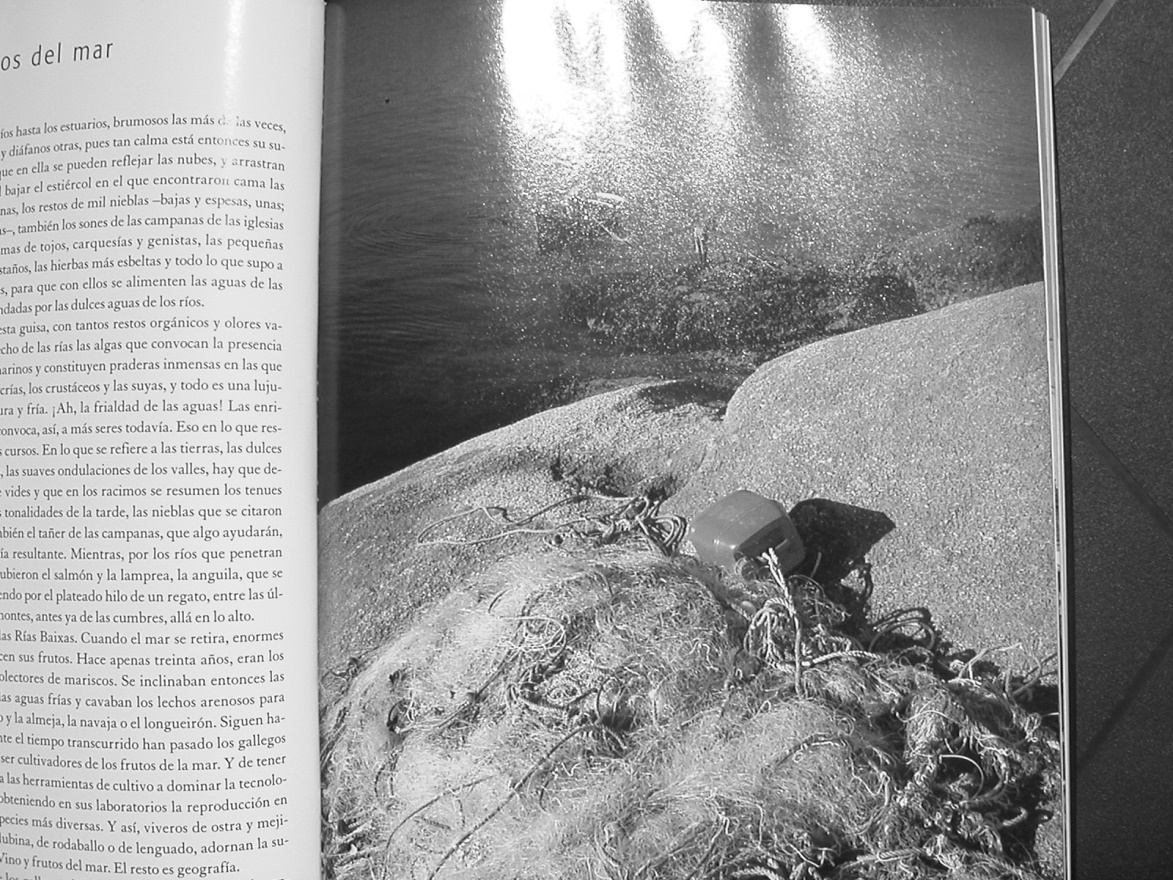 os del mar
íos hasta los estuarios, brumosos las más de las veces,
y diáfanos otras, pues tan calma está entonces su su-
que en ella se pueden reflejar las nubes, y arrastran
l bajar el estiércol en el que encontraron cama las
nas, los restos de mil nieblas –bajas y espesas, unas;
as–, también los sones de las campanas de las iglesias
mas de tojos, carquesías y genistas, las pequeñas
staños, las hierbas más esbeltas y todo lo que supo a
s, para que con ellos se alimenten las aguas de las
ndadas por las dulces aguas de los ríos.
esta guisa, con tantos restos orgánicos y olores va-
cho de las rías las algas que convocan la presencia
narinos y constituyen praderas inmensas en las que
crías, los crustáceos y las suyas, y todo es una luju-
ura y fría. ¡Ah, la frialdad de las aguas! Las enri-
convoca, así, a más seres todavía. Eso en lo que res-
s cursos. En lo que se refiere a las tierras, las dulces
, las suaves ondulaciones de los valles, hay que de-
e vides y que en los racimos se resumen los tenues
s tonalidades de la tarde, las nieblas que se citaron
mbién el tañer de las campanas, que algo ayudarán,
ía resultante. Mientras, por los ríos que penetran
ubieron el salmón y la lamprea, la anguila, que se
endo por el plateado hilo de un regato, entre las úl-
nontes, antes ya de las cumbres, allá en lo alto.
las Rías Baixas. Cuando el mar se retira, enormes
cen sus frutos. Hace apenas treinta años, eran los
olectores de mariscos. Se inclinaban entonces las
las aguas frías y cavaban los lechos arenosos para
o y la almeja, la navaja o el longueirón. Siguen ha-
nte el tiempo transcurrido han pasado los gallegos
ser cultivadores de los frutos de la mar. Y de tener
a las herramientas de cultivo a dominar la tecnolo-
obteniendo en sus laboratorios la reproducción en
pecies más diversas. Y así, viveros de ostra y meji-
lubina, de rodaballo o de lenguado, adornan la su-
Vino y frutos del mar. El resto es geografía.